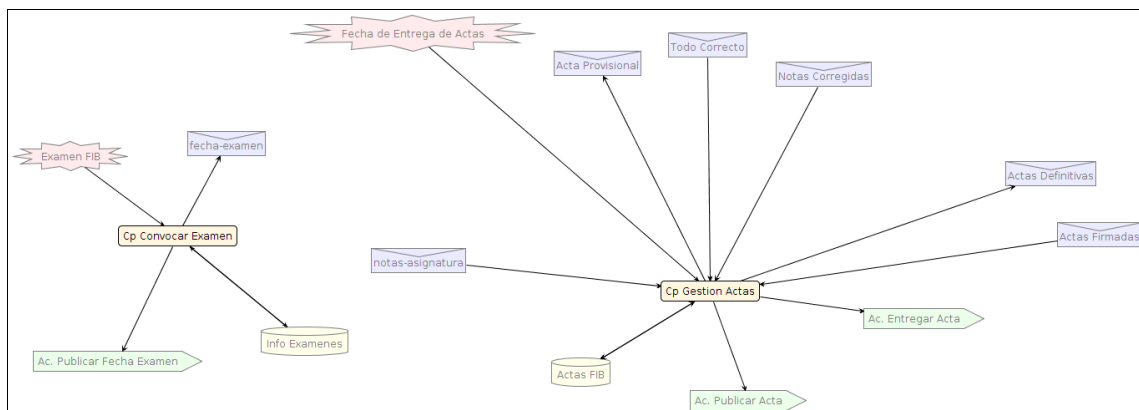 Fecha de Entrega de Actas
Todo Correcto
Acta Provisional
Notas Corregidas
fecha-examen
Examen FIB
Actas Definitivas
Cp Convocar Examen
Actas Firmadas
notas-asignatura
Cp Gestion Actas
Ac. Entregar Acta
Info Examenes
Ac. Publicar Fecha Examen
Actas FIB
Ac. Publicar Acta